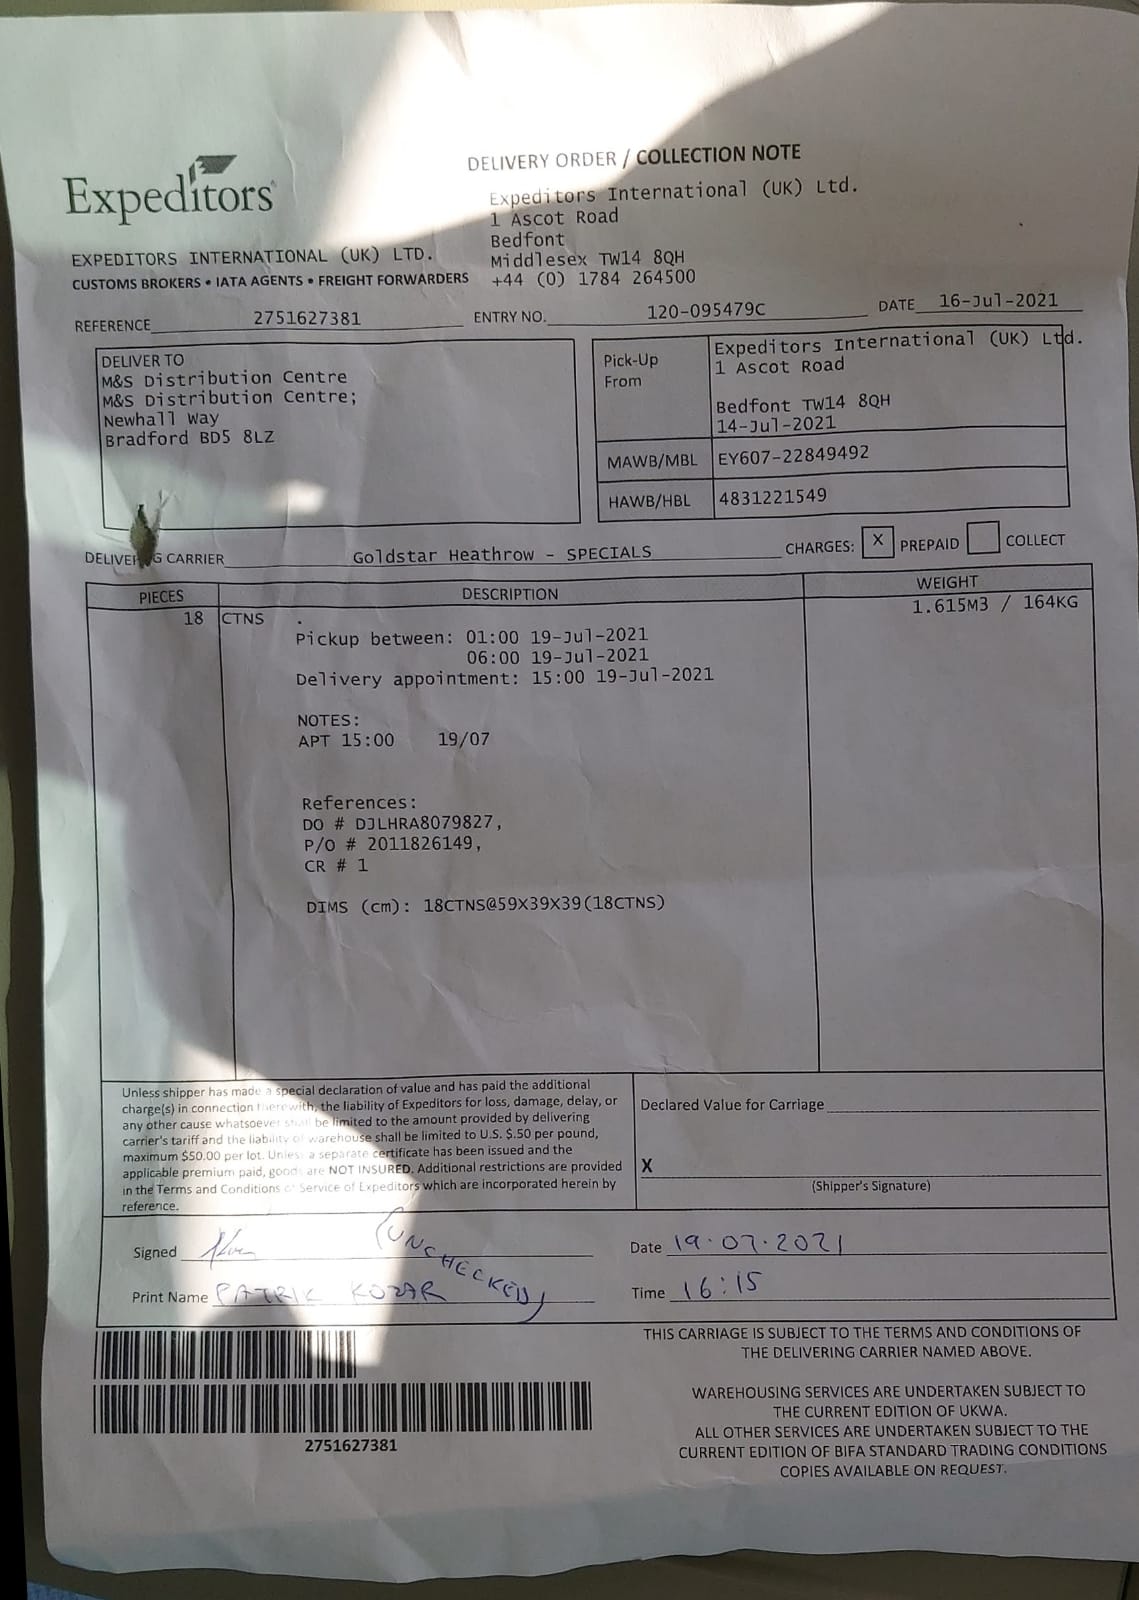 DELIVERY ORDER / COLLECTION NOTE
Expeditors
Expeditors International (UK) Ltd.
1 Ascot Road
Bedfont
Middlesex TW14 8QH
+44 (0) 1784 264500
EXPEDITORS INTERNATIONAL (UK) LTD.
CUSTOMS BROKERS • IATA AGENTS • FREIGHT FORWARDERS
REFERENCE 2751627381 ENTRY NO. 120-095479C DATE 16-Jul-2021
DELIVER TO
M&S Distribution Centre
M&S Distribution Centre;
Newhall Way
Bradford BD5 8LZ
Pick-Up From
Expeditors International (UK) Ltd.
1 Ascot Road
Bedfont TW14 8QH
14-Jul-2021
MAWB/MBL EY607-22849492
HAWB/HBL 4831221549
DELIVERING CARRIER Goldstar Heathrow - SPECIALS CHARGES: X PREPAID COLLECT
PIECES DESCRIPTION WEIGHT
18 CTNS . 1.615M3 / 164KG
Pickup between: 01:00 19-Jul-2021
06:00 19-Jul-2021
Delivery appointment: 15:00 19-Jul-2021
NOTES:
APT 15:00 19/07
References:
DO # DJLHRA8079827,
P/O # 2011826149,
CR # 1
DIMS (cm): 18CTNS@59X39X39(18CTNS)
Unless shipper has made a special declaration of value and has paid the additional
charge(s) in connection therewith, the liability of Expeditors for loss, damage, delay, or
any other cause whatsoever shall be limited to the amount provided by delivering
carrier's tariff and the liability of warehouse shall be limited to U.S. $.50 per pound,
maximum $50.00 per lot. Unless a separate certificate has been issued and the
applicable premium paid, goods are NOT INSURED. Additional restrictions are provided
in the Terms and Conditions of Service of Expeditors which are incorporated herein by
reference.
Declared Value for Carriage
X
(Shipper's Signature)
Signed
(UNCHECKED)
Print Name PATRIK KOZAR
Date 19.07.2021
Time 16:15
2751627381
THIS CARRIAGE IS SUBJECT TO THE TERMS AND CONDITIONS OF
THE DELIVERING CARRIER NAMED ABOVE.
WAREHOUSING SERVICES ARE UNDERTAKEN SUBJECT TO
THE CURRENT EDITION OF UKWA.
ALL OTHER SERVICES ARE UNDERTAKEN SUBJECT TO THE
CURRENT EDITION OF BIFA STANDARD TRADING CONDITIONS
COPIES AVAILABLE ON REQUEST.